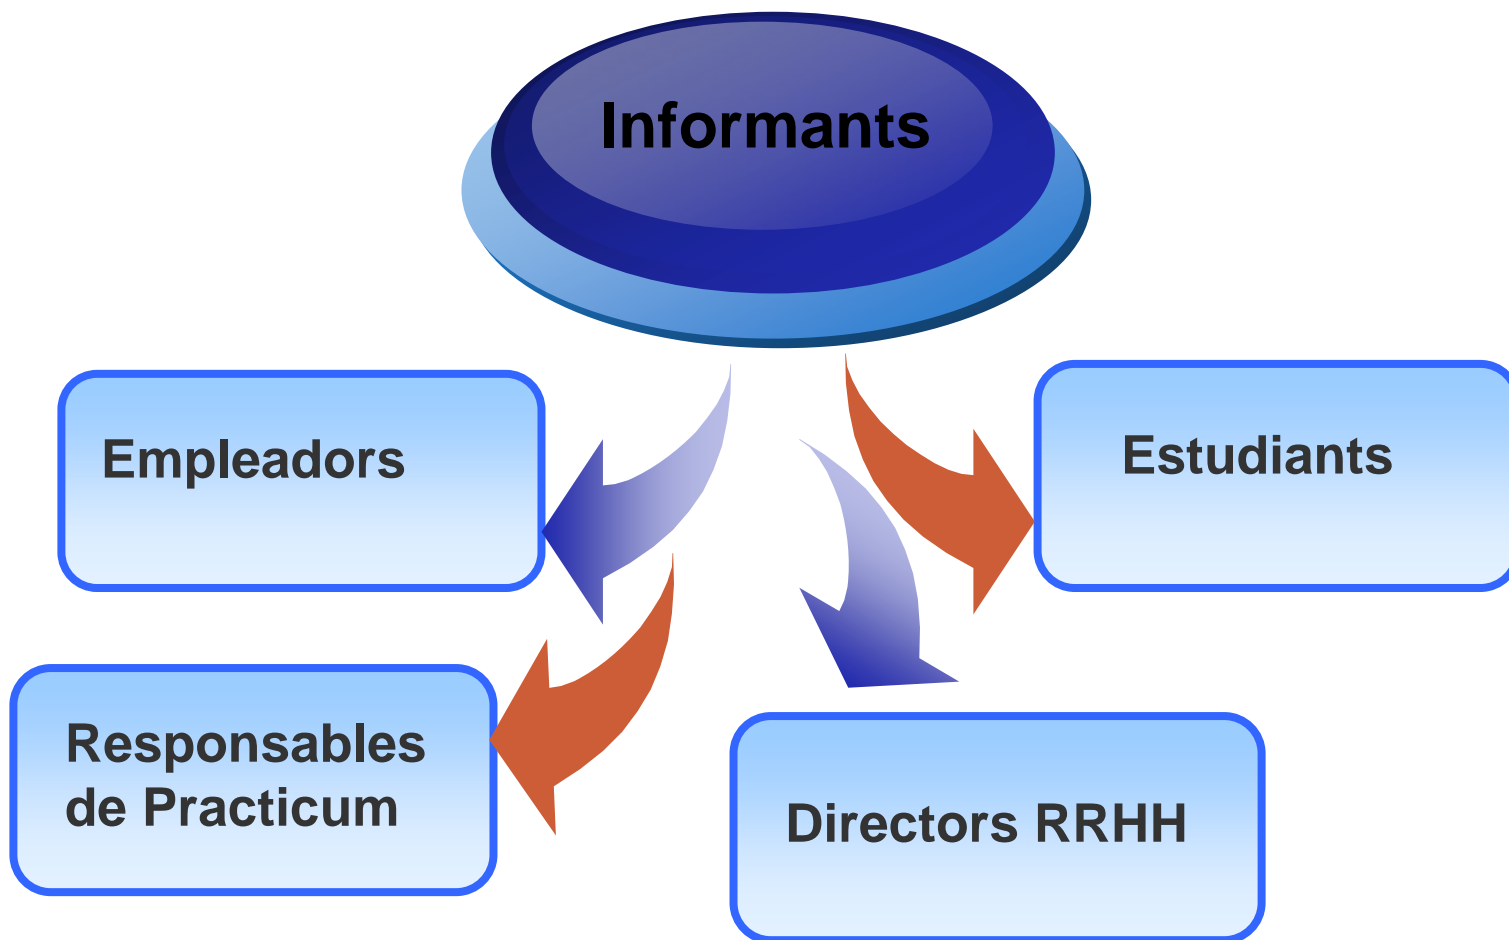 Informants
Empleadors
Estudiants
Responsables
de Practicum
Directors RRHH